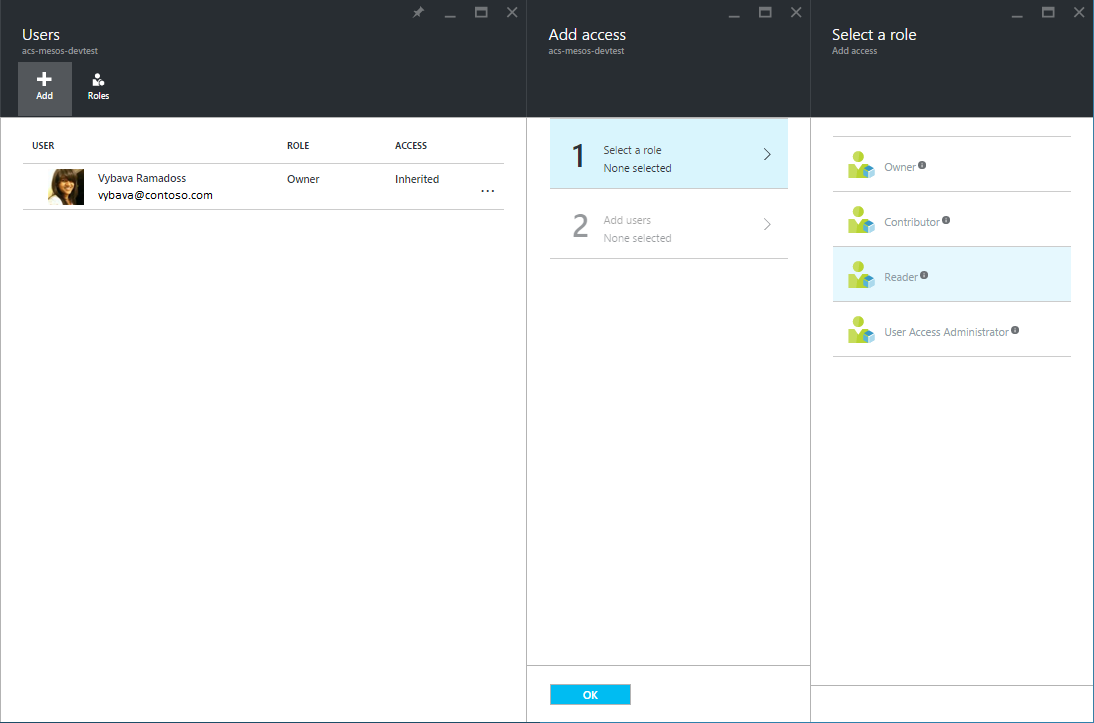 Users
acs-mesos-devtest
Add
Roles
USER ROLE ACCESS
Vybava Ramadoss Owner Inherited
vybava@contoso.com
...
Add access
acs-mesos-devtest
1
Select a role
None selected
2
Add users
None selected
OK
Select a role
Add access
Owner
Contributor
Reader
User Access Administrator